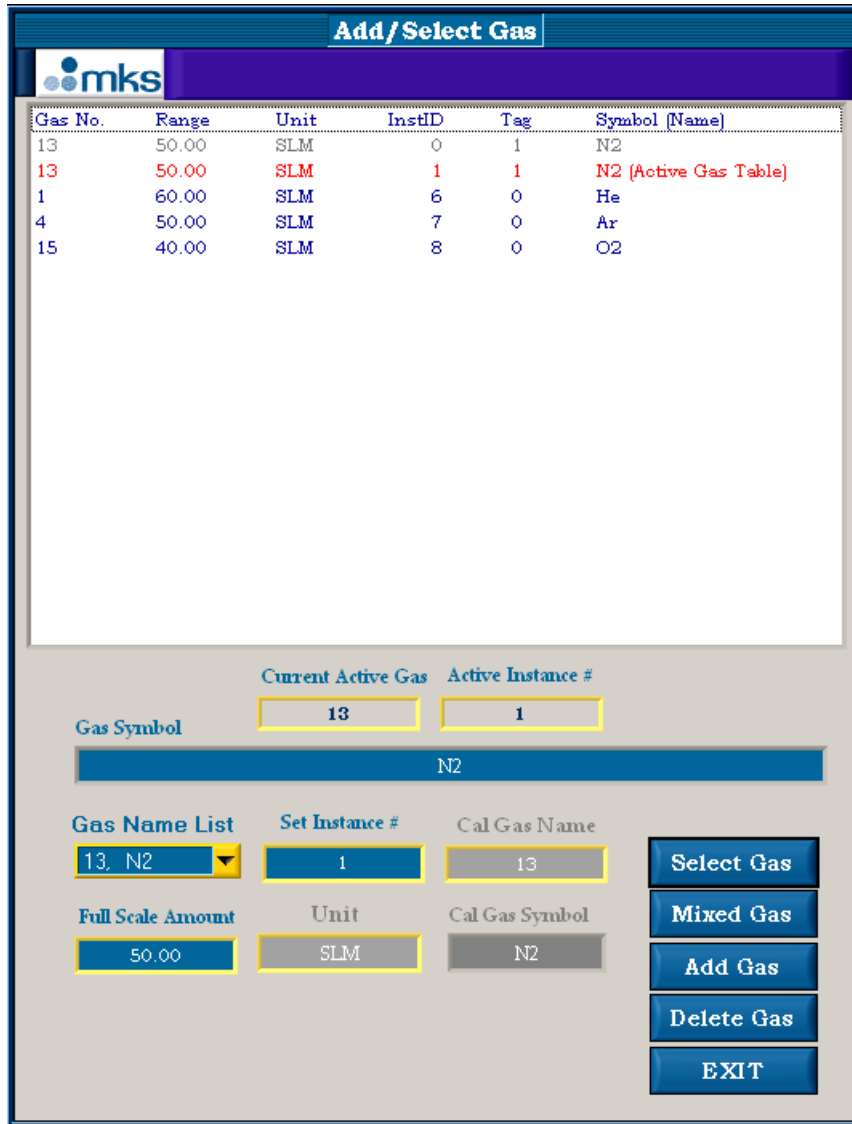 Add/Select Gas
mks
Gas No. Range Unit InstID Tag Symbol (Name)
13 50.00 SLM 0 1 N2
13 50.00 SLM 1 1 N2 (Active Gas Table)
1 60.00 SLM 6 0 He
4 50.00 SLM 7 0 Ar
15 40.00 SLM 8 0 O2
Current Active Gas Active Instance #
13 1
Gas Symbol
N2
Gas Name List Set Instance # Cal Gas Name
13, N2 1 13
Select Gas
Full Scale Amount Unit Cal Gas Symbol
Mixed Gas
50.00 SLM N2
Add Gas
Delete Gas
EXIT